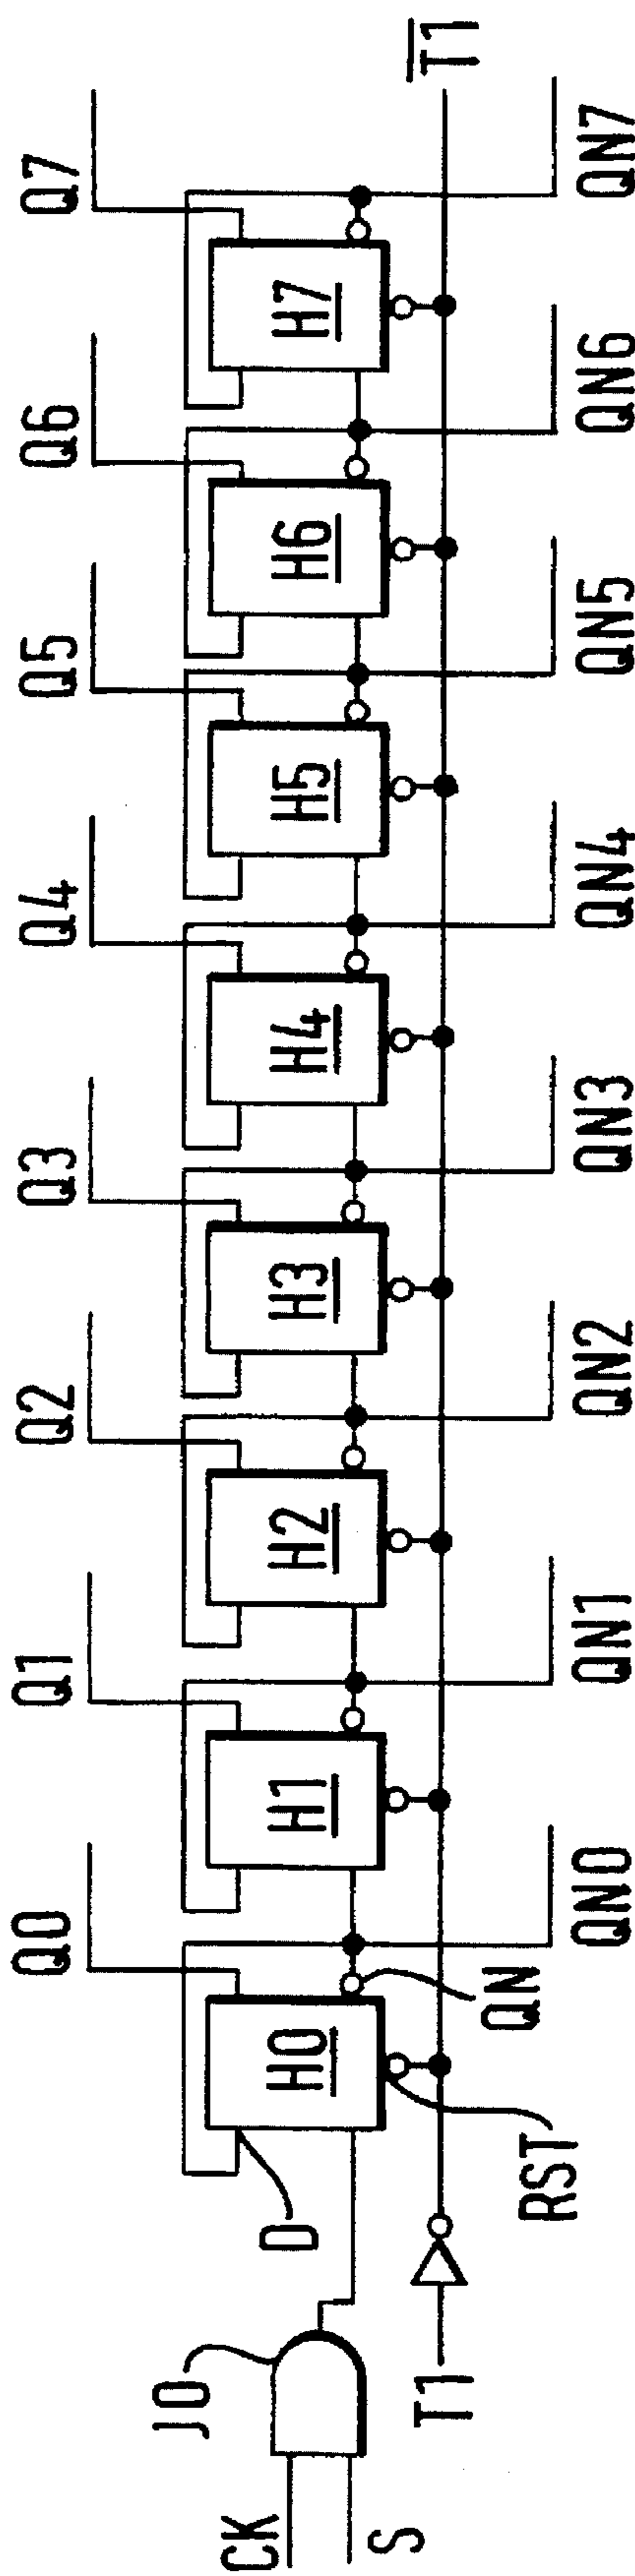 Q0 Q1 Q2 Q3 Q4 Q5 Q6 Q7
J0
CK
S
D
H0 H1 H2 H3 H4 H5 H6 H7
T1
RST
QN
T1
QN0 QN1 QN2 QN3 QN4 QN5 QN6 QN7